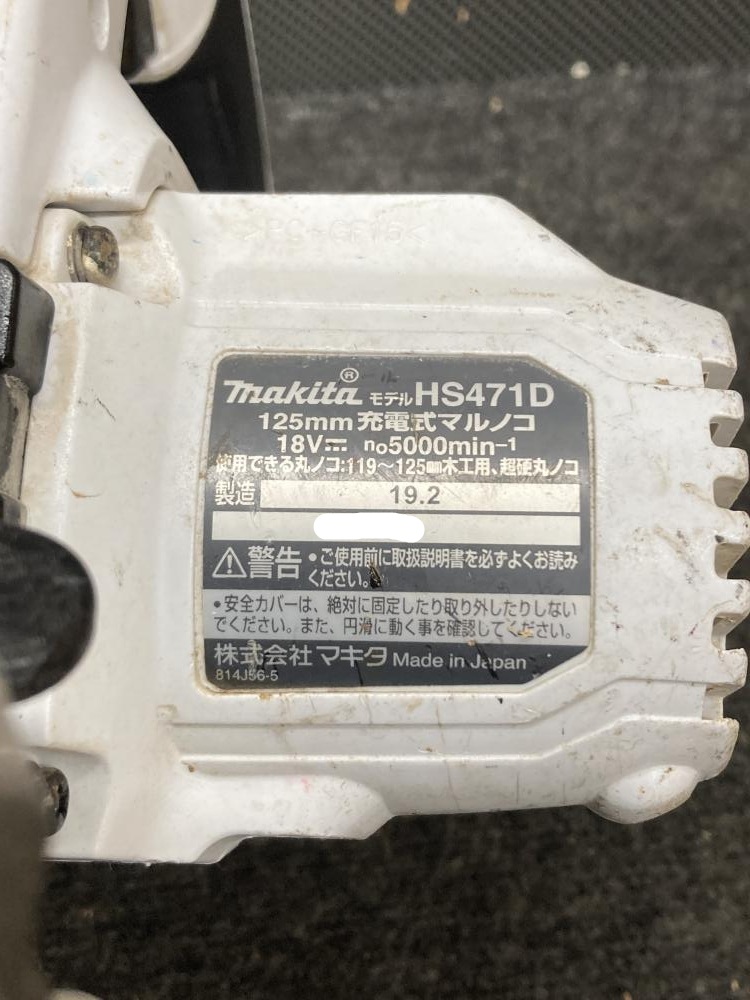 >PC-GF15<
makita® モデル HS471D
125mm 充電式マルノコ
18V⎓ n₀5000min⁻¹
使用できる丸ノコ:119～125㎜木工用、超硬丸ノコ
製造 19.2
⚠警告 •ご使用前に取扱説明書を必ずよくお読み
ください。
•安全カバーは、絶対に固定したり取り外したりしない
でください。また、円滑に動く事を確認してください。
株式会社 マキタ Made in Japan
814J56-5